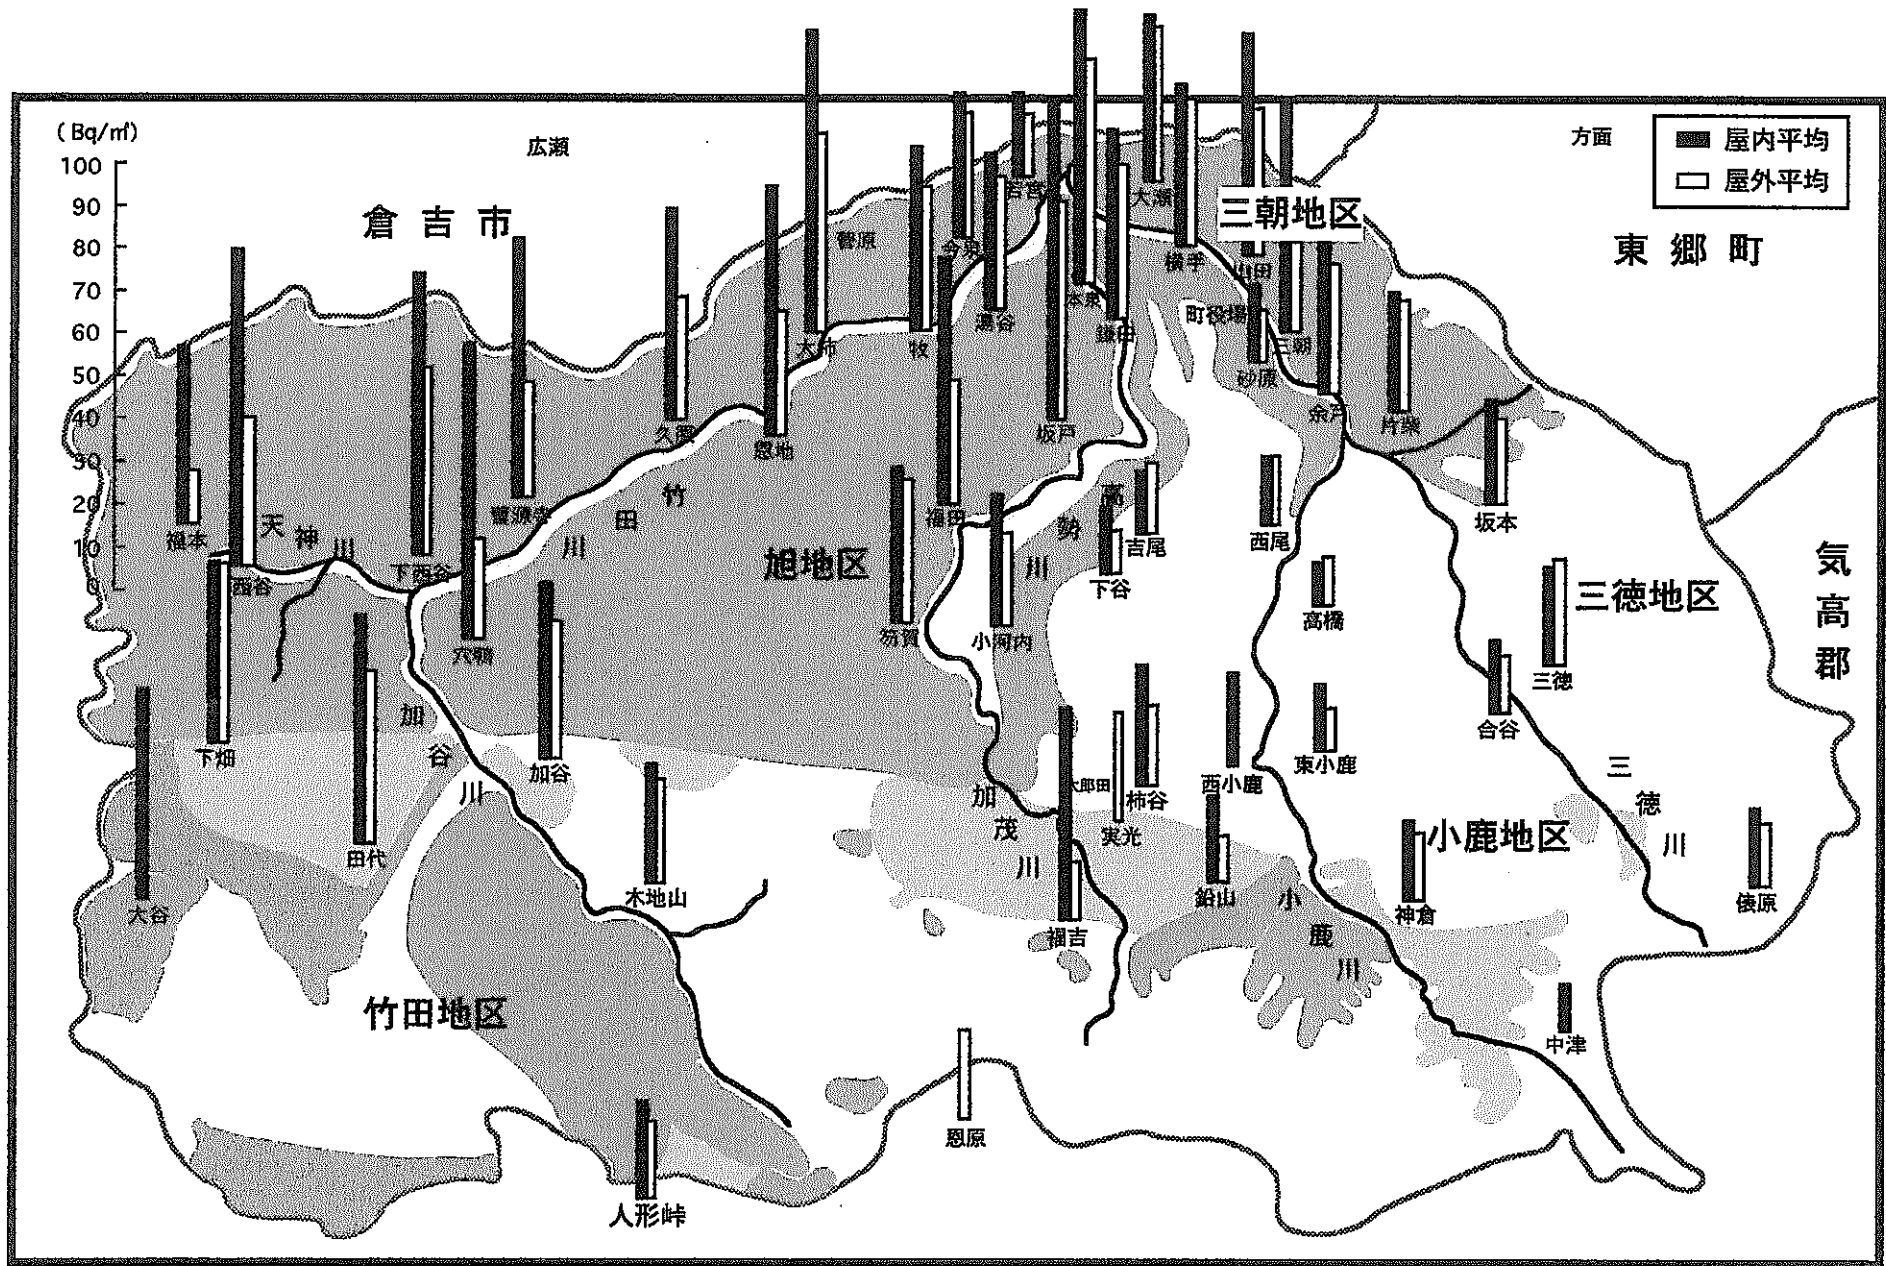 (Bq/㎥)
100
90
80
70
60
50
40
30
20
10
0
広瀬
方面
屋内平均
屋外平均
倉吉市
東郷町
気高郡
三朝地区
旭地区
三徳地区
小鹿地区
竹田地区
菅原
若宮
大瀬
今泉
横手
山田
本泉
湯谷
鎌田
町役場
三朝
大柿
牧
砂原
余戸
片柴
久原
恩地
坂戸
福田
坂本
福本
西谷
下西谷
穴鴨
天神川
竹田川
高勢川
吉尾
西尾
下谷
高橋
笏賀
小河内
三徳
合谷
下畑
加谷
加谷川
田代
大谷
木地山
加茂川
柿谷
実光
西小鹿
東小鹿
三徳川
鉛山
神倉
俵原
福吉
小鹿川
中津
恩原
人形峠